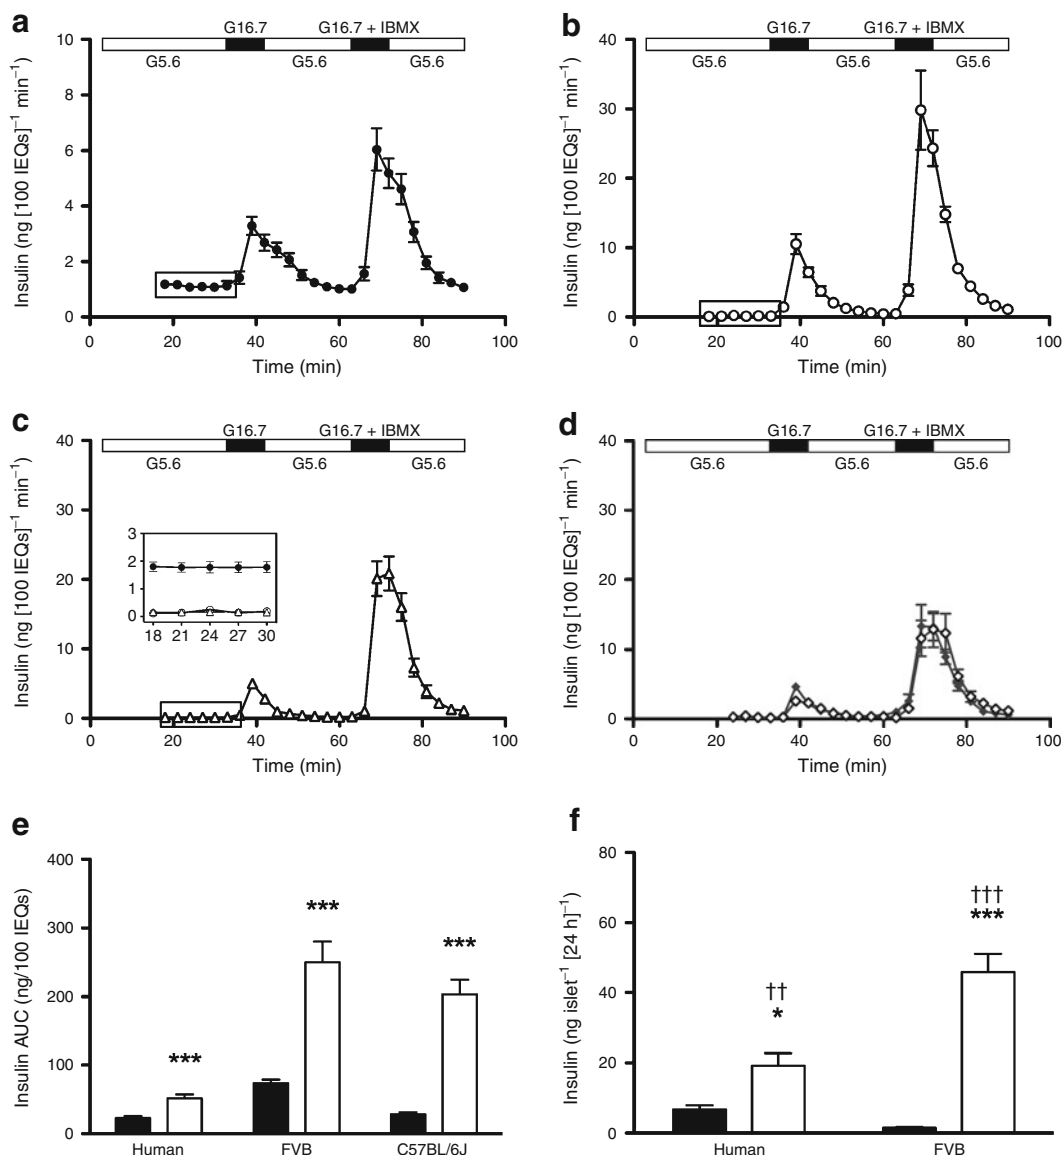 a
G16.7
G16.7 + IBMX
G5.6
G5.6
G5.6
Insulin (ng [100 IEQs]⁻¹ min⁻¹)
10
8
6
4
2
0
0
20
40
60
80
100
Time (min)
b
G16.7
G16.7 + IBMX
G5.6
G5.6
G5.6
Insulin (ng [100 IEQs]⁻¹ min⁻¹)
40
30
20
10
0
0
20
40
60
80
100
Time (min)
c
G16.7
G16.7 + IBMX
G5.6
G5.6
G5.6
Insulin (ng [100 IEQs]⁻¹ min⁻¹)
40
30
20
10
0
3
2
1
0
18
21
24
27
30
0
20
40
60
80
100
Time (min)
d
G16.7
G16.7 + IBMX
G5.6
G5.6
G5.6
Insulin (ng [100 IEQs]⁻¹ min⁻¹)
40
30
20
10
0
0
20
40
60
80
100
Time (min)
e
Insulin AUC (ng/100 IEQs)
400
300
200
100
0
***
***
***
Human
FVB
C57BL/6J
f
Insulin (ng islet⁻¹ [24 h]⁻¹)
80
60
40
20
0
††
*
†††
***
Human
FVB